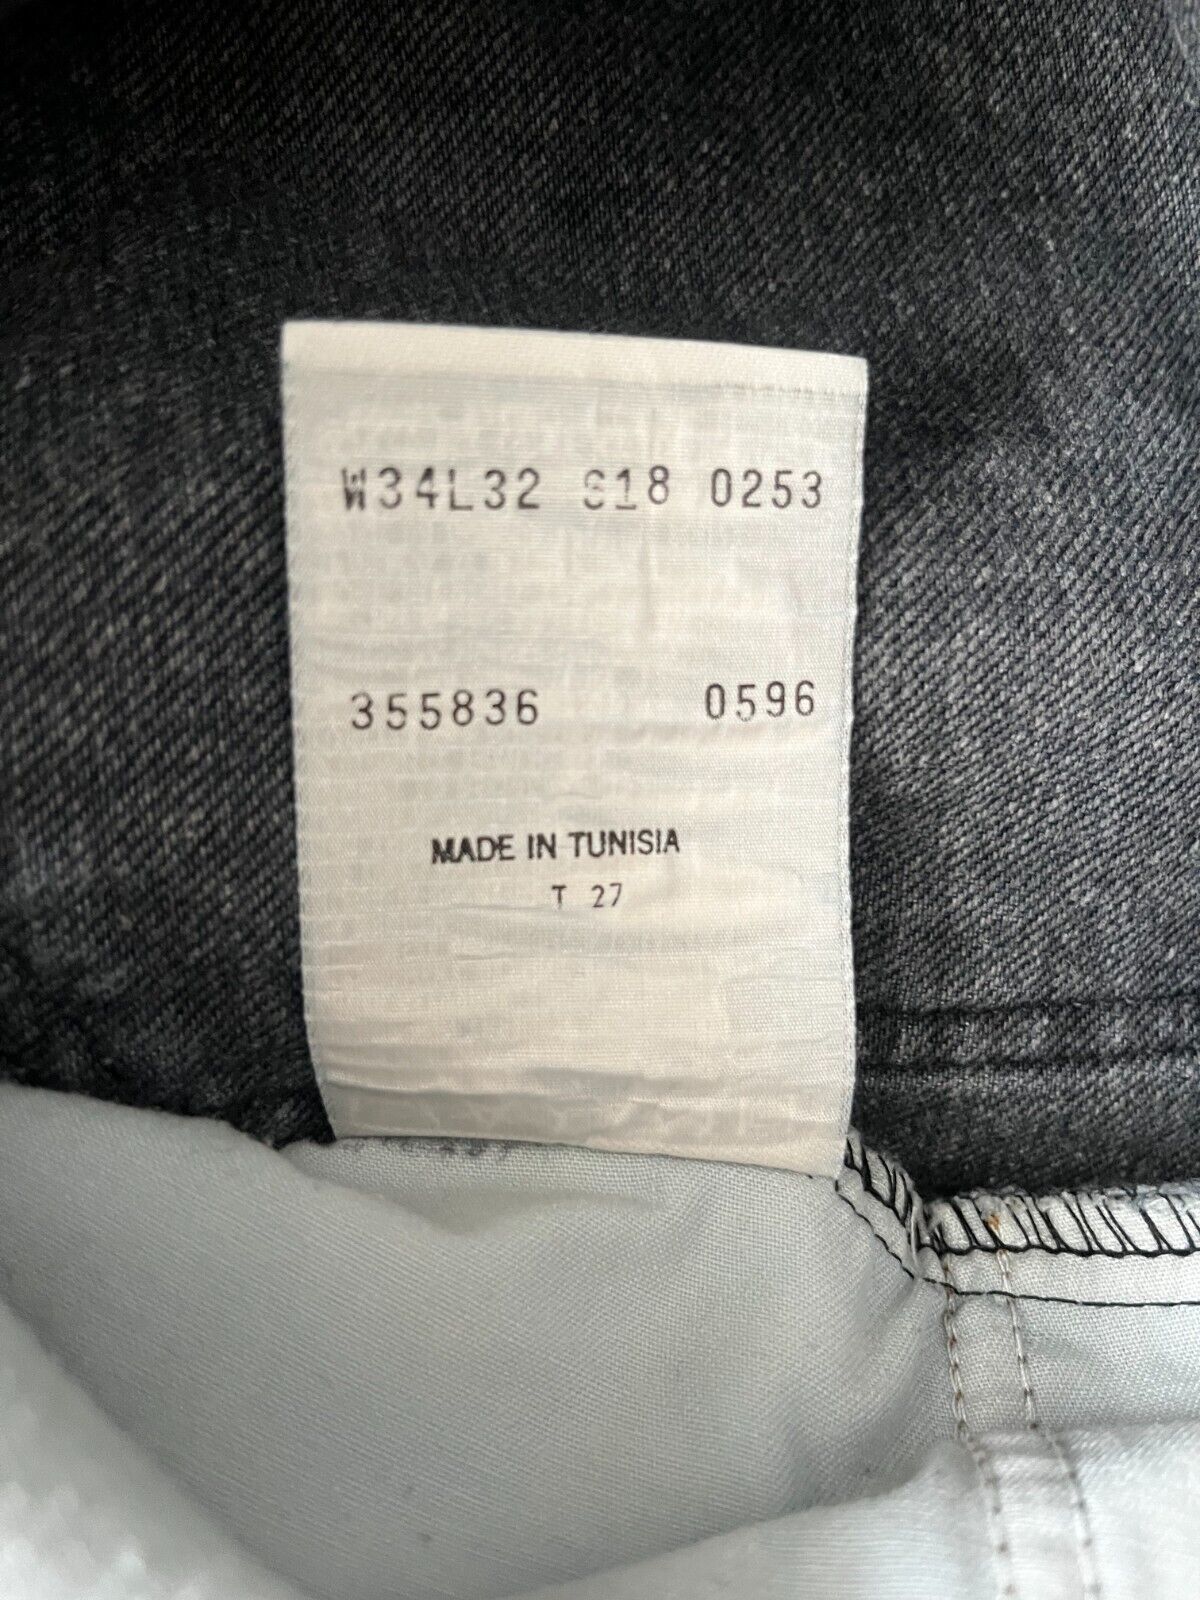 W34L32 S18 0253
355836 0596
MADE IN TUNISIA
T 27